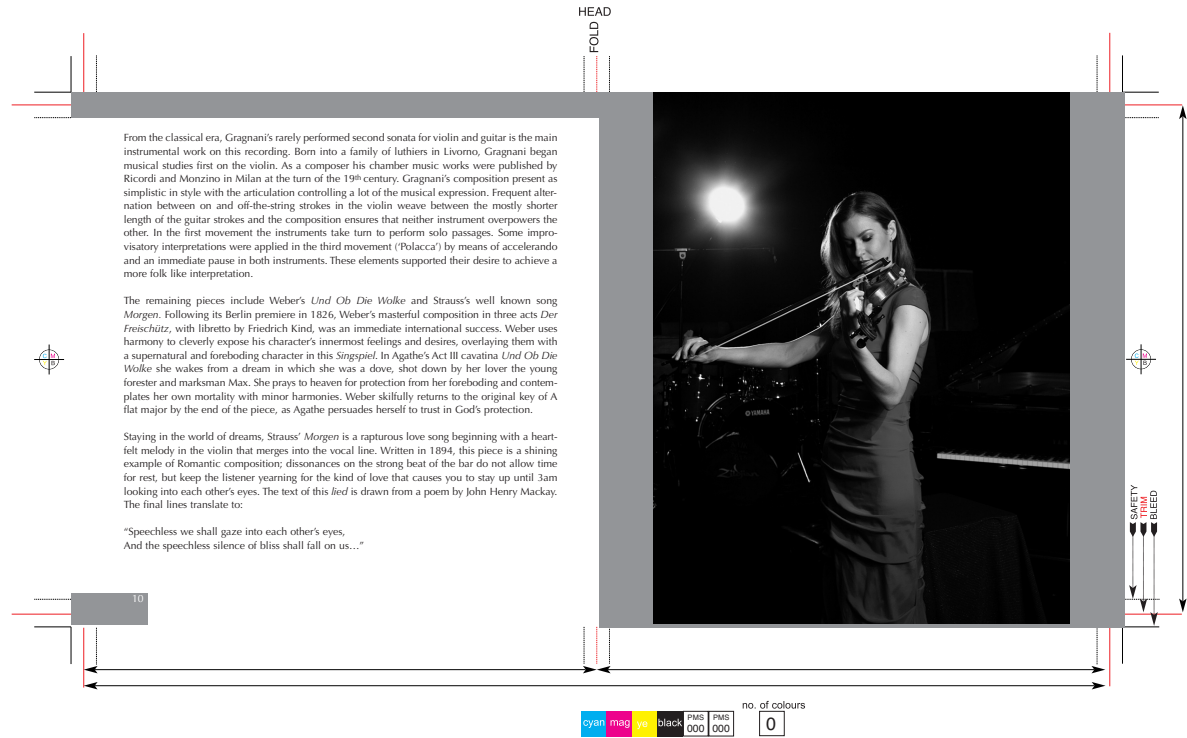 HEAD
FOLD
From the classical era, Gragnani's rarely performed second sonata for violin and guitar is the main
instrumental work on this recording. Born into a family of luthiers in Livorno, Gragnani began
musical studies first on the violin. As a composer his chamber music works were published by
Ricordi and Monzino in Milan at the turn of the 19th century. Gragnani's composition present as
simplistic in style with the articulation controlling a lot of the musical expression. Frequent alter-
nation between on and off-the-string strokes in the violin weave between the mostly shorter
length of the guitar strokes and the composition ensures that neither instrument overpowers the
other. In the first movement the instruments take turn to perform solo passages. Some impro-
visatory interpretations were applied in the third movement ('Polacca') by means of accelerando
and an immediate pause in both instruments. These elements supported their desire to achieve a
more folk like interpretation.
The remaining pieces include Weber's Und Ob Die Wolke and Strauss's well known song
Morgen. Following its Berlin premiere in 1826, Weber's masterful composition in three acts Der
Freischütz, with libretto by Friedrich Kind, was an immediate international success. Weber uses
harmony to cleverly expose his character's innermost feelings and desires, overlaying them with
a supernatural and foreboding character in this Singspiel. In Agathe's Act III cavatina Und Ob Die
Wolke she wakes from a dream in which she was a dove, shot down by her lover the young
forester and marksman Max. She prays to heaven for protection from her foreboding and contem-
plates her own mortality with minor harmonies. Weber skilfully returns to the original key of A
flat major by the end of the piece, as Agathe persuades herself to trust in God's protection.
Staying in the world of dreams, Strauss' Morgen is a rapturous love song beginning with a heart-
felt melody in the violin that merges into the vocal line. Written in 1894, this piece is a shining
example of Romantic composition; dissonances on the strong beat of the bar do not allow time
for rest, but keep the listener yearning for the kind of love that causes you to stay up until 3am
looking into each other's eyes. The text of this lied is drawn from a poem by John Henry Mackay.
The final lines translate to:
"Speechless we shall gaze into each other's eyes,
And the speechless silence of bliss shall fall on us…"
10
YAMAHA
Zildjian
SAFETY
TRIM
BLEED
C M
Y B
C M
Y B
no. of colours
cyan mag ye black PMS 000 PMS 000 0